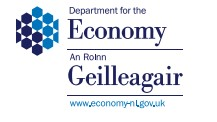 Department for the
Economy
An Roinn
Geilleagair
www.economy-ni.gov.uk